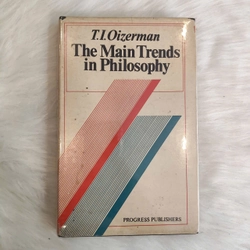 T.I.Oizerman
The Main Trends
in Philosophy
PROGRESS PUBLISHERS